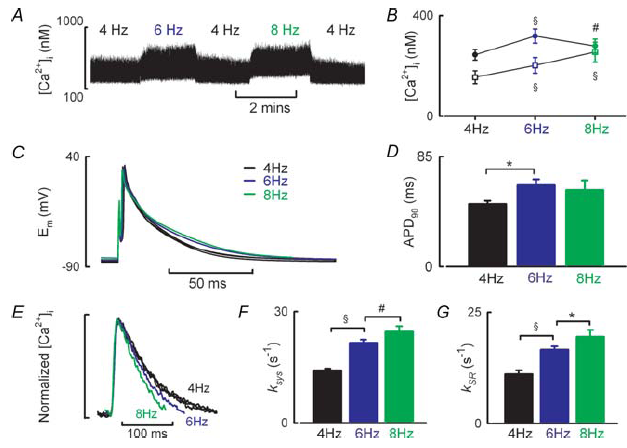 A
[Ca²⁺]ᵢ (nM)
1000
100
4 Hz 6 Hz 4 Hz 8 Hz 4 Hz
2 mins
B
[Ca²⁺]ᵢ (nM)
400
0
§ #
§ §
4Hz 6Hz 8Hz
C
Eₘ (mV)
40
-90
4Hz
6Hz
8Hz
50 ms
D
APD₉₀ (ms)
85
0
*
4Hz 6Hz 8Hz
E
Normalized [Ca²⁺]ᵢ
4Hz
8Hz 6Hz
100 ms
F
k_sys (s⁻¹)
30
0
§ #
4Hz 6Hz 8Hz
G
k_SR (s⁻¹)
25
0
§ *
4Hz 6Hz 8Hz